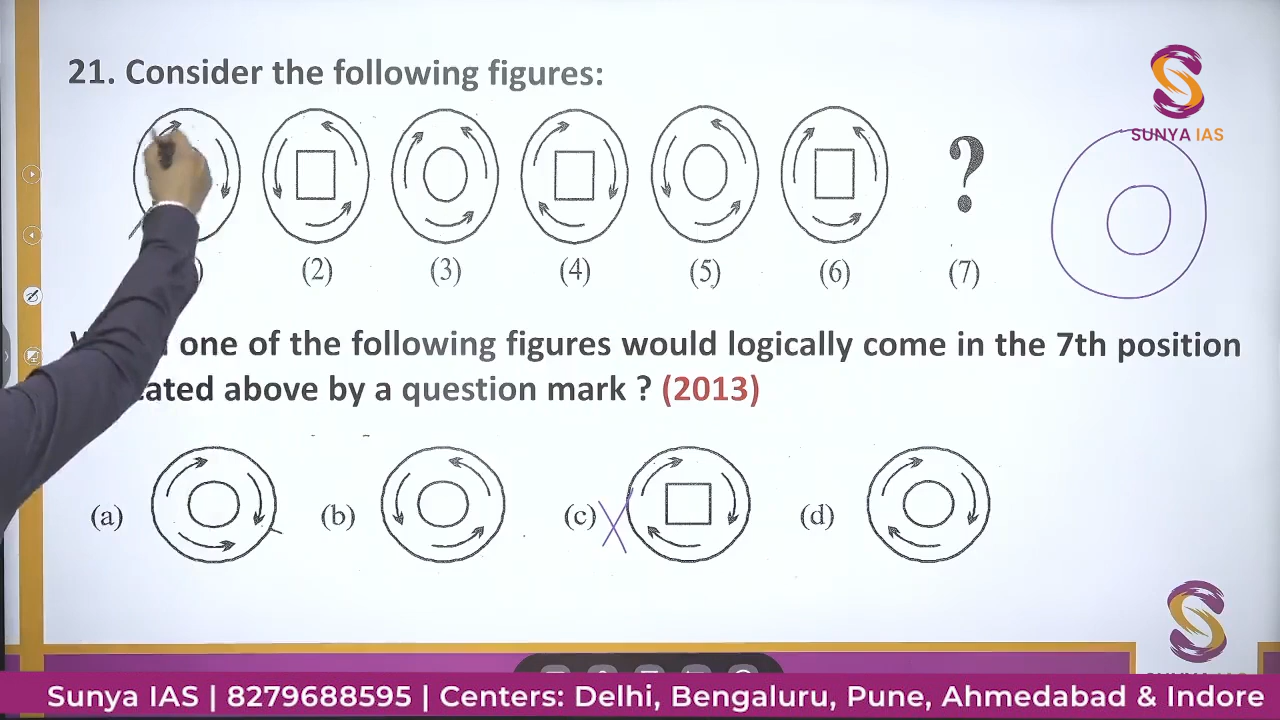 21. Consider the following figures:
SUNYA IAS
?
(2) (3) (4) (5) (6) (7)
one of the following figures would logically come in the 7th position
above by a question mark ? (2013)
(a) (b) (c) (d)
Sunya IAS | 8279688595 | Centers: Delhi, Bengaluru, Pune, Ahmedabad & Indore